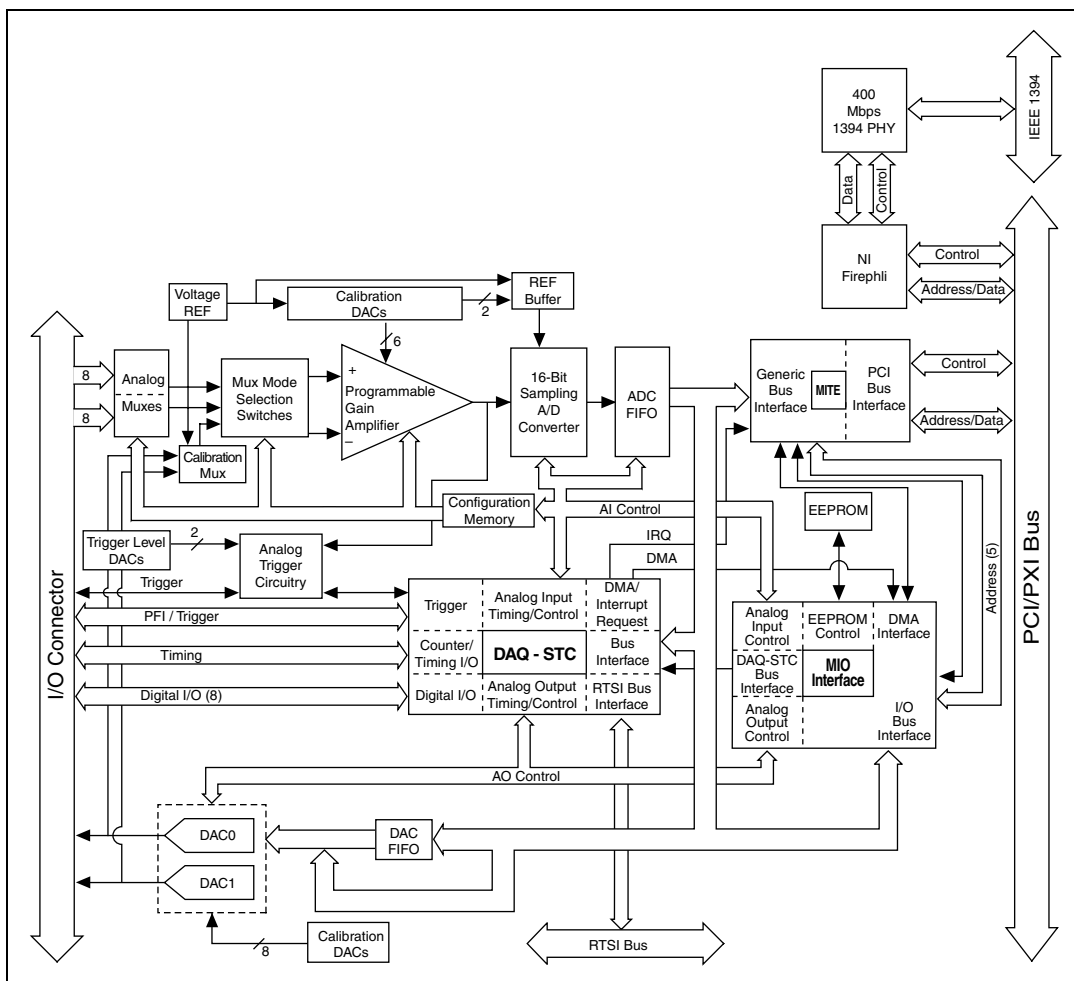 400
Mbps
1394 PHY
IEEE 1394
Data
Control
NI
Firephli
Control
Address/Data
PCI/PXI Bus
Voltage
REF
Calibration
DACs
2
REF
Buffer
6
I/O Connector
8
8
Analog
Muxes
Mux Mode
Selection
Switches
+
Programmable
Gain
Amplifier
–
16-Bit
Sampling
A/D
Converter
ADC
FIFO
Generic
Bus
Interface
MITE
PCI
Bus
Interface
Control
Address/Data
Calibration
Mux
Configuration
Memory
AI Control
EEPROM
Address (5)
Trigger Level
DACs
2
Analog
Trigger
Circuitry
IRQ
DMA
Trigger
PFI / Trigger
Timing
Digital I/O (8)
Trigger
Analog Input
Timing/Control
DMA/
Interrupt
Request
Counter/
Timing I/O
DAQ - STC
Bus
Interface
Digital I/O
Analog Output
Timing/Control
RTSI Bus
Interface
Analog
Input
Control
EEPROM
Control
DMA
Interface
DAQ-STC
Bus
Interface
MIO
Interface
Analog
Output
Control
I/O
Bus
Interface
AO Control
DAC0
DAC FIFO
DAC1
8
Calibration
DACs
RTSI Bus